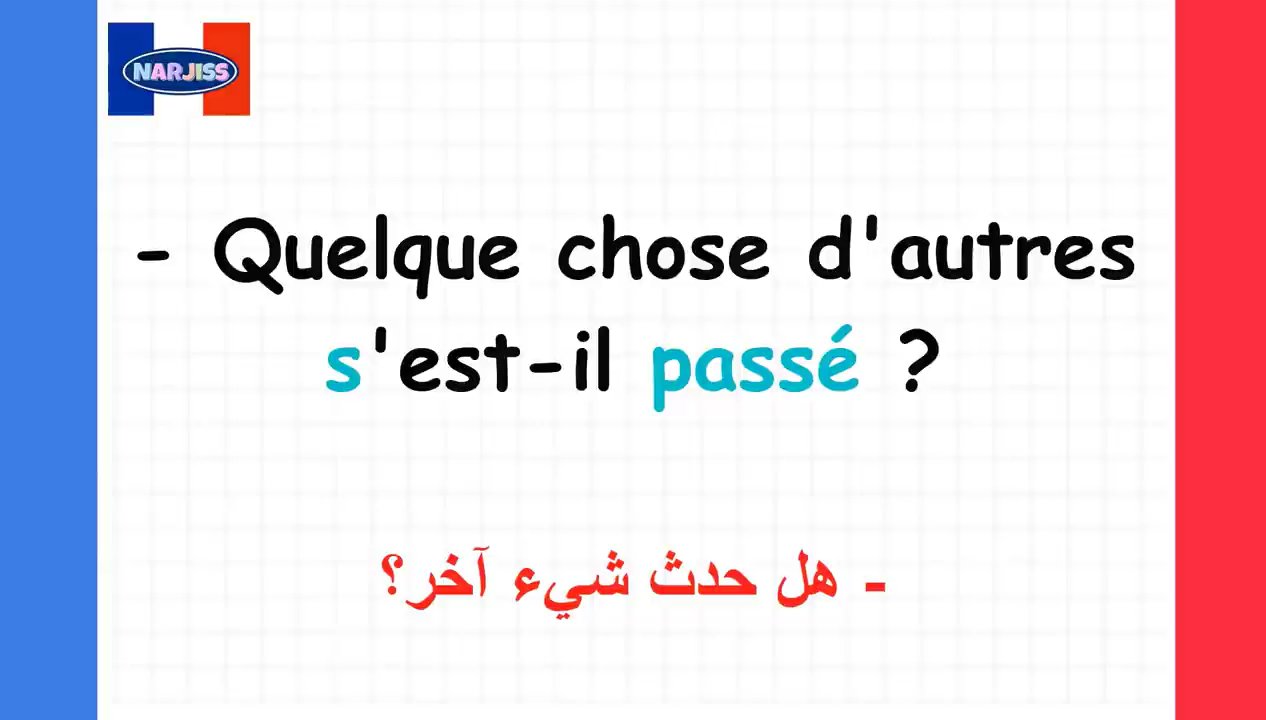 NARJISS
- Quelque chose d'autres
s'est-il passé ?
- هل حدث شيء آخر؟